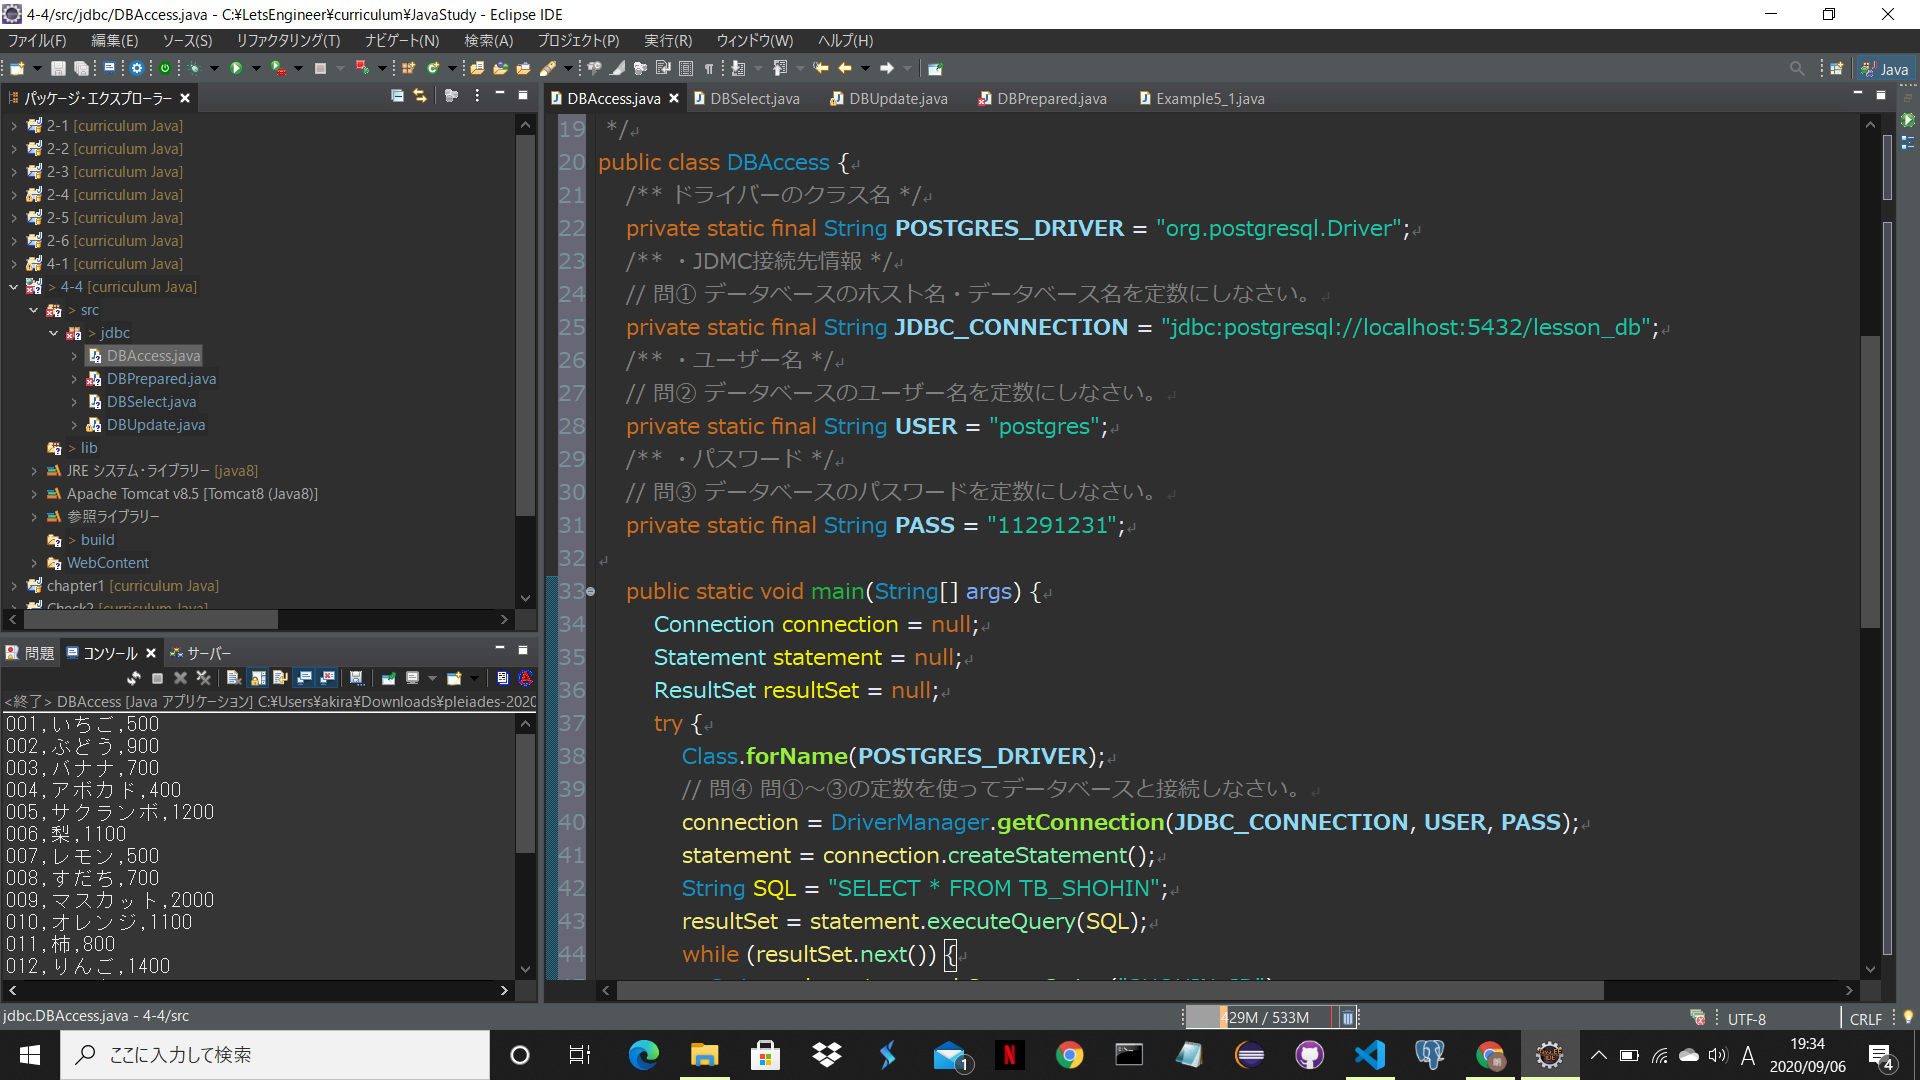 4-4/src/jdbc/DBAccess.java - C:¥LetsEngineer¥curriculum¥JavaStudy - Eclipse IDE
ファイル(F) 編集(E) ソース(S) リファクタリング(T) ナビゲート(N) 検索(A) プロジェクト(P) 実行(R) ウィンドウ(W) ヘルプ(H)
Java
パッケージ・エクスプローラー
2-1 [curriculum Java]
2-2 [curriculum Java]
2-3 [curriculum Java]
2-4 [curriculum Java]
2-5 [curriculum Java]
2-6 [curriculum Java]
4-1 [curriculum Java]
> 4-4 [curriculum Java]
> src
> jdbc
DBAccess.java
DBPrepared.java
DBSelect.java
DBUpdate.java
> lib
JRE システム・ライブラリー [java8]
Apache Tomcat v8.5 [Tomcat8 (Java8)]
参照ライブラリー
> build
WebContent
chapter1 [curriculum Java]
Check2 [curriculum Java]
DBAccess.java DBSelect.java DBUpdate.java DBPrepared.java Example5_1.java
19 */
20 public class DBAccess {
21 /** ドライバーのクラス名 */
22 private static final String POSTGRES_DRIVER = "org.postgresql.Driver";
23 /** ・JDMC接続先情報 */
24 // 問① データベースのホスト名・データベース名を定数にしなさい。
25 private static final String JDBC_CONNECTION = "jdbc:postgresql://localhost:5432/lesson_db";
26 /** ・ユーザー名 */
27 // 問② データベースのユーザー名を定数にしなさい。
28 private static final String USER = "postgres";
29 /** ・パスワード */
30 // 問③ データベースのパスワードを定数にしなさい。
31 private static final String PASS = "11291231";
32
33 public static void main(String[] args) {
34 Connection connection = null;
35 Statement statement = null;
36 ResultSet resultSet = null;
37 try {
38 Class.forName(POSTGRES_DRIVER);
39 // 問④ 問①～③の定数を使ってデータベースと接続しなさい。
40 connection = DriverManager.getConnection(JDBC_CONNECTION, USER, PASS);
41 statement = connection.createStatement();
42 String SQL = "SELECT * FROM TB_SHOHIN";
43 resultSet = statement.executeQuery(SQL);
44 while (resultSet.next()) {
問題 コンソール サーバー
<終了> DBAccess [Java アプリケーション] C:¥Users¥akira¥Downloads¥pleiades-2020
001,いちご,500
002,ぶどう,900
003,バナナ,700
004,アボカド,400
005,サクランボ,1200
006,梨,1100
007,レモン,500
008,すだち,700
009,マスカット,2000
010,オレンジ,1100
011,柿,800
012,りんご,1400
jdbc.DBAccess.java - 4-4/src
429M / 533M
UTF-8
CRLF
ここに入力して検索
1
N
A
19:34
2020/09/06
4